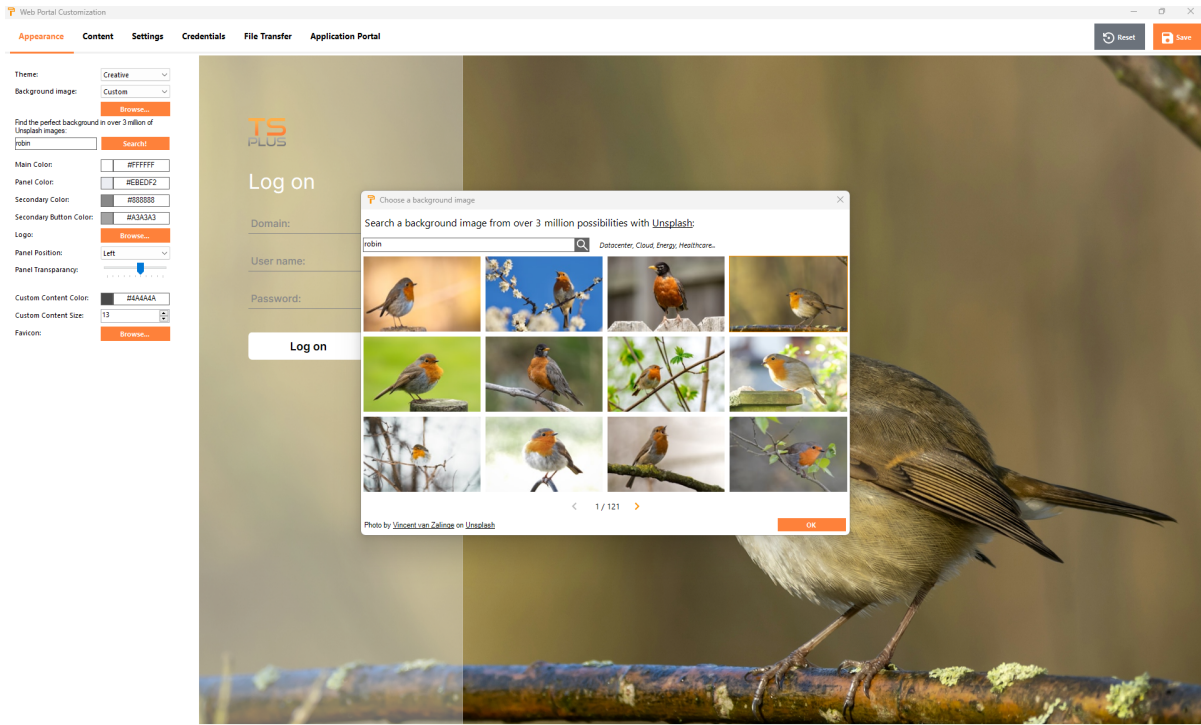 Web Portal Customization
Appearance Content Settings Credentials File Transfer Application Portal
Reset
Save
Theme:
Creative
Background image:
Custom
Browse...
Find the perfect background in over 3 million of
Unsplash images:
robin
Search!
Main Color:
#FFFFFF
Panel Color:
#EBEDF2
Secondary Color:
#888888
Secondary Button Color:
#A3A3A3
Logo:
Browse...
Panel Position:
Left
Panel Transparancy:
Custom Content Color:
#4A4A4A
Custom Content Size:
13
Favicon:
Browse...
TS
PLUS
Log on
Domain:
User name:
Password:
Log on
Choose a background image
Search a background image from over 3 million possibilities with Unsplash:
robin
Datacenter, Cloud, Energy, Healthcare..
1 / 121
Photo by Vincent van Zalinge on Unsplash
OK